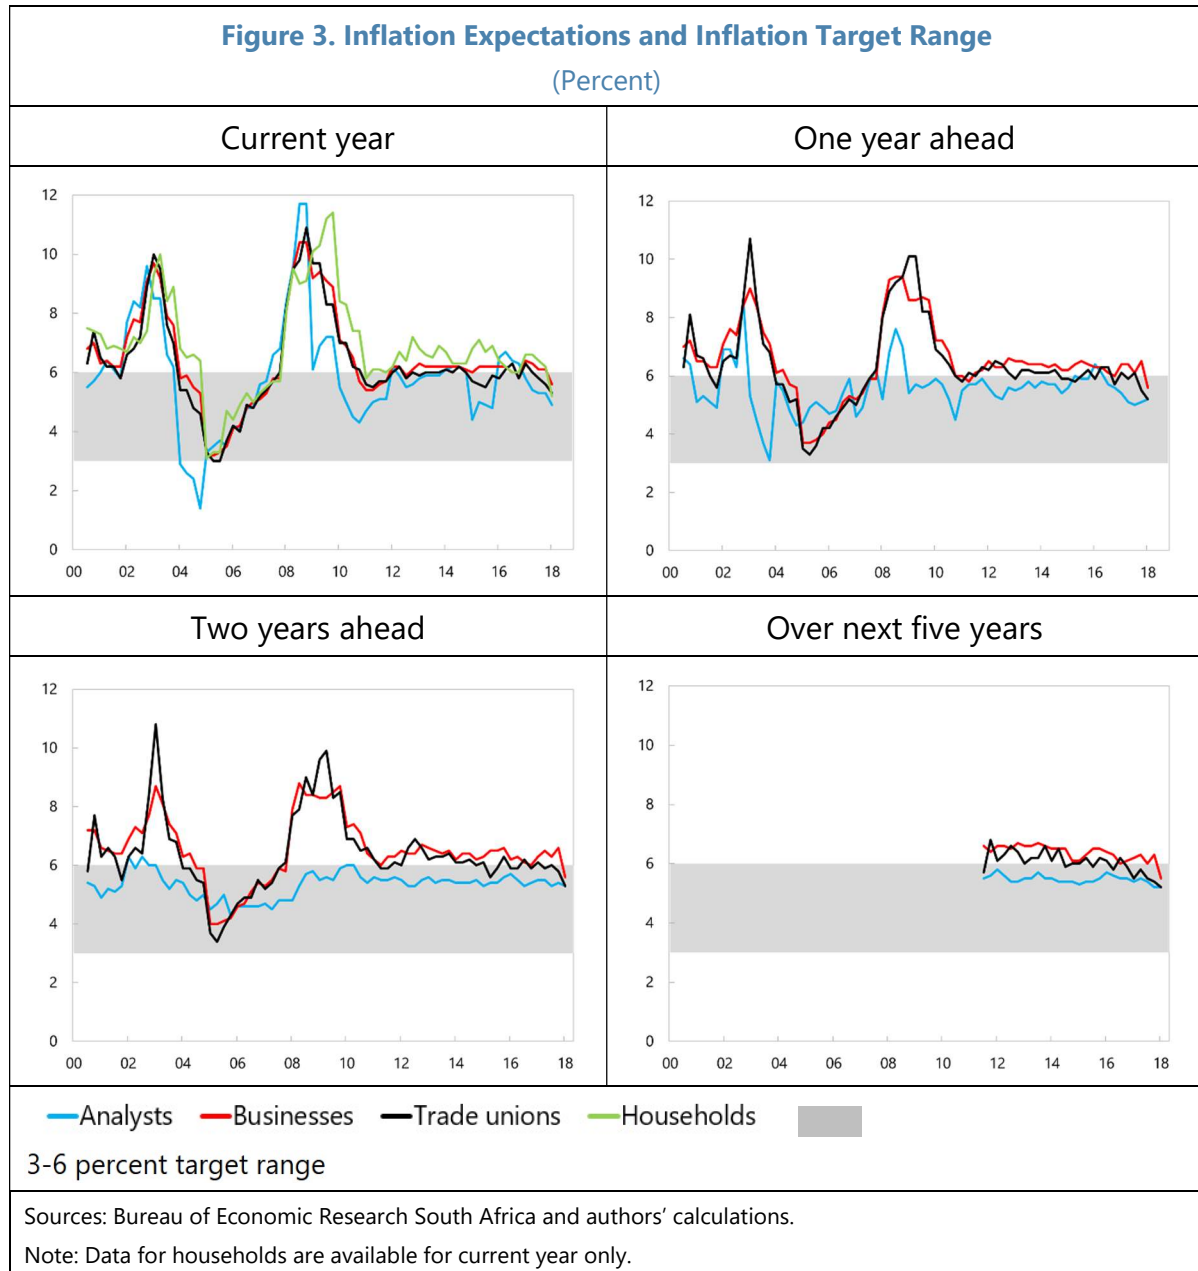 Figure 3. Inflation Expectations and Inflation Target Range
(Percent)
Current year
One year ahead
12
10
8
6
4
2
0
00 02 04 06 08 10 12 14 16 18
12
10
8
6
4
2
0
00 02 04 06 08 10 12 14 16 18
Two years ahead
Over next five years
12
10
8
6
4
2
0
00 02 04 06 08 10 12 14 16 18
12
10
8
6
4
2
0
00 02 04 06 08 10 12 14 16 18
Analysts Businesses Trade unions Households
3-6 percent target range
Sources: Bureau of Economic Research South Africa and authors’ calculations.
Note: Data for households are available for current year only.